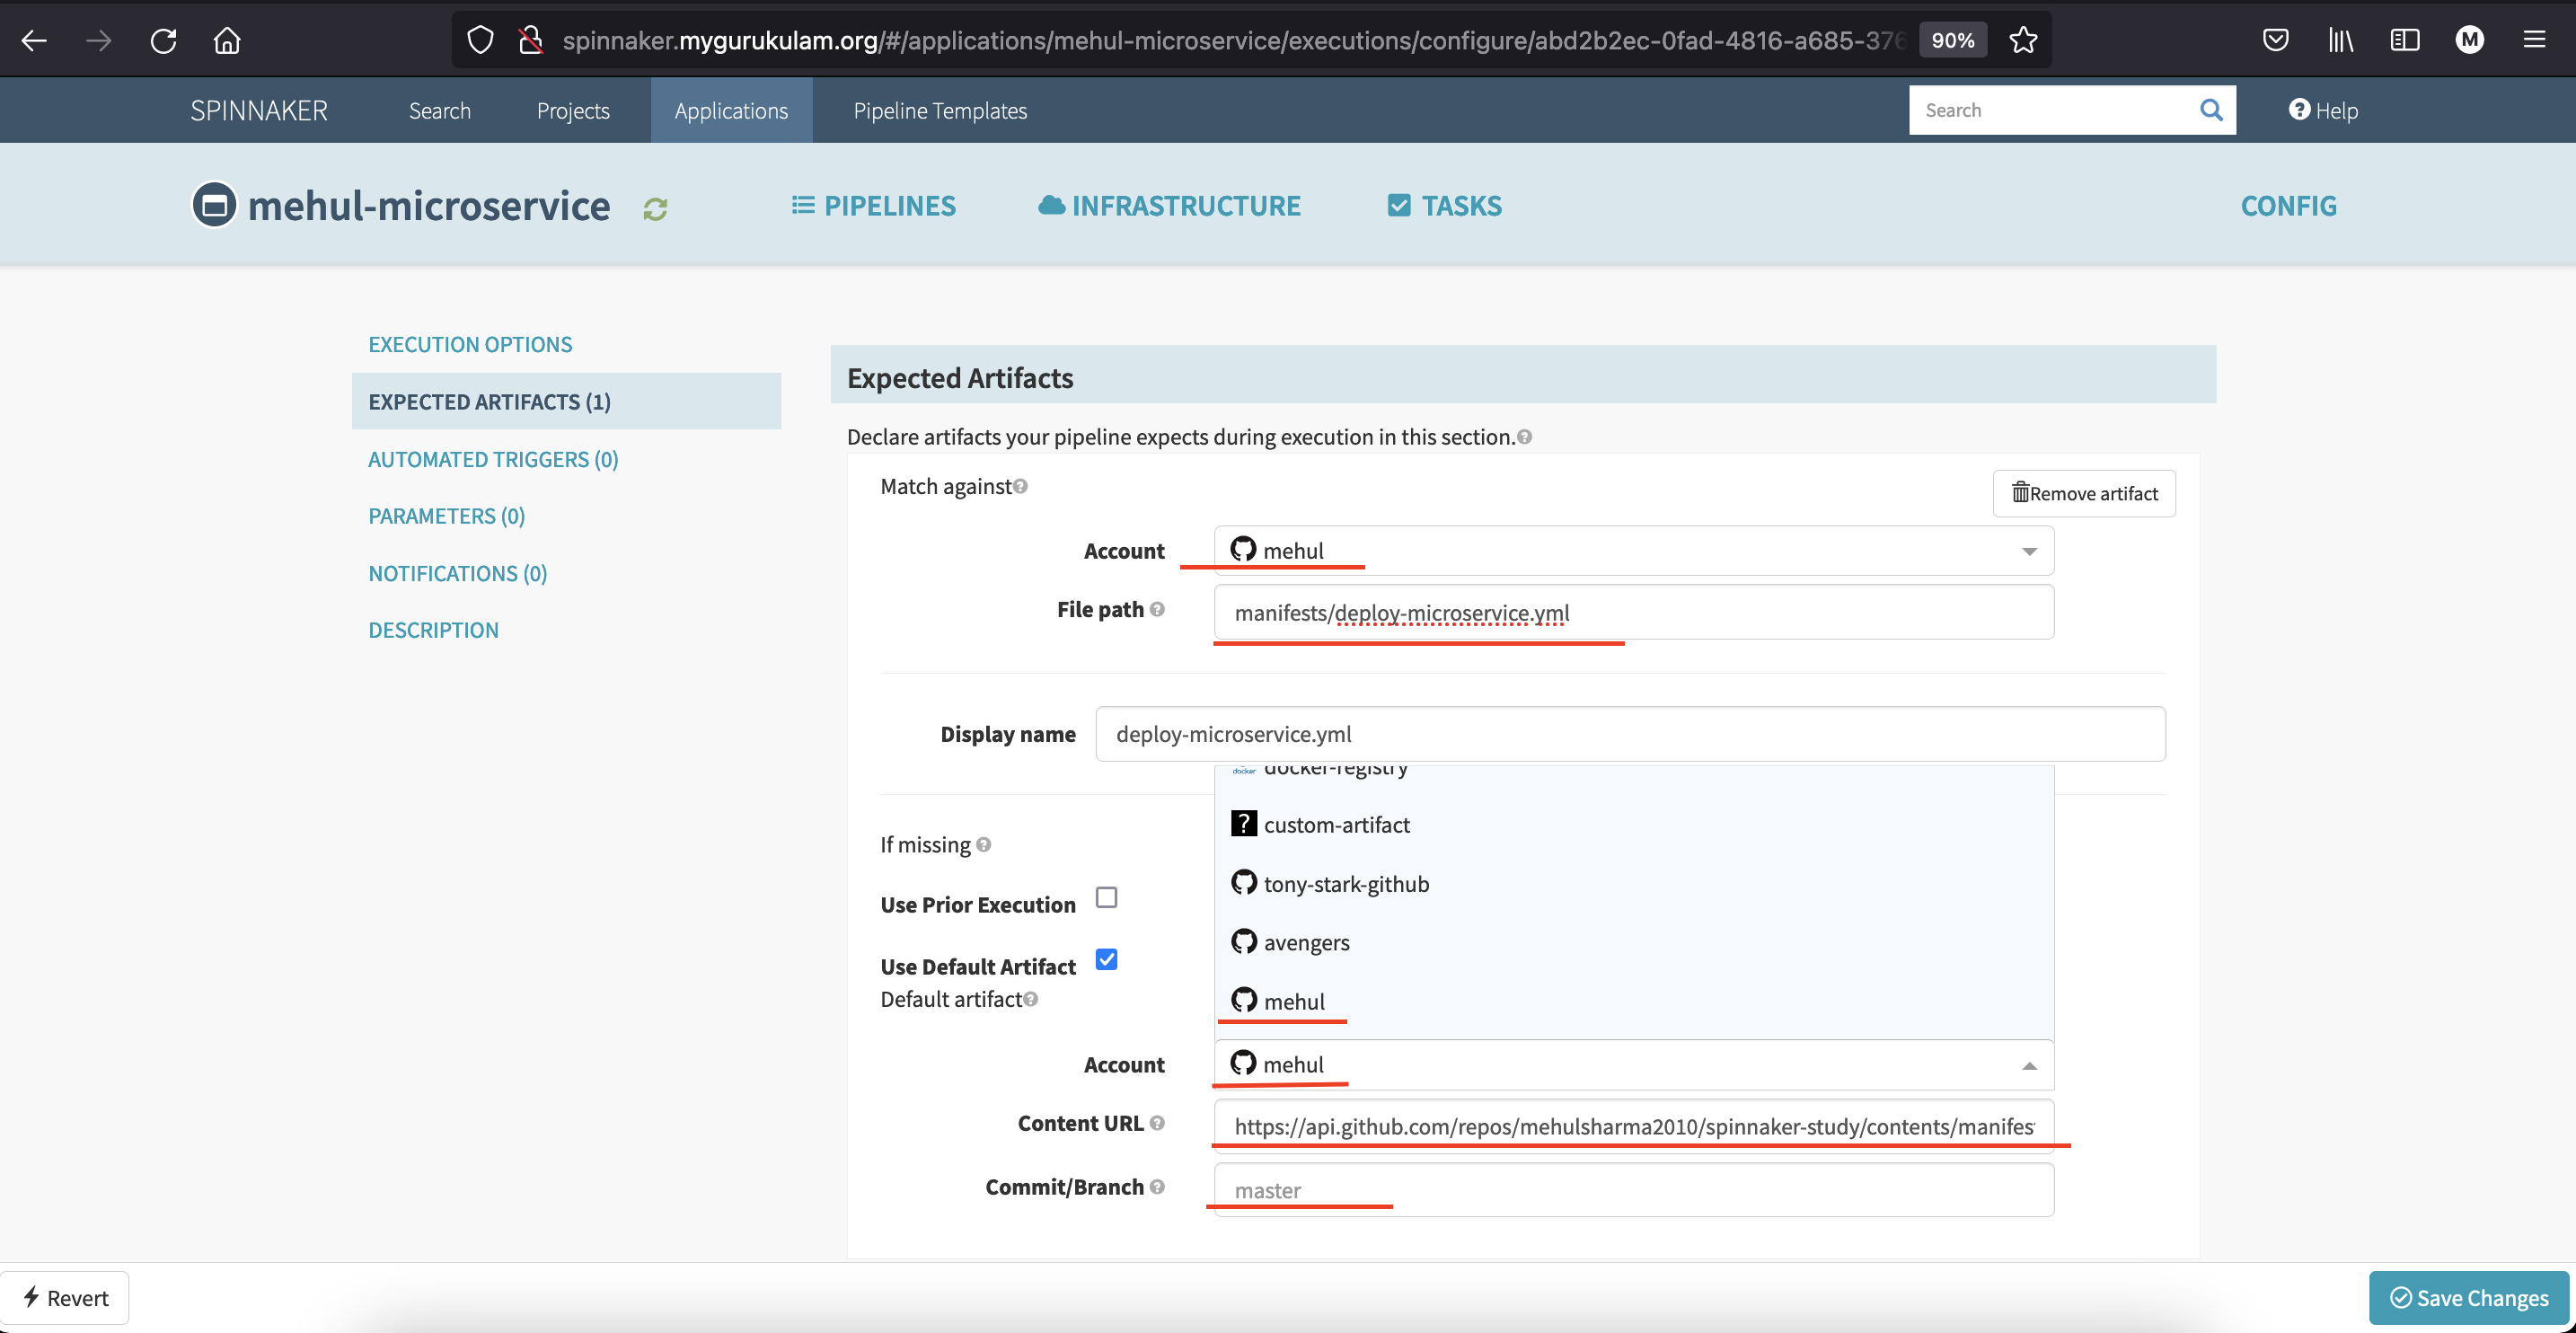 spinnaker.mygurukulam.org/#/applications/mehul-microservice/executions/configure/abd2b2ec-0fad-4816-a685-376
90%
M
SPINNAKER
Search
Projects
Applications
Pipeline Templates
Search
Help
mehul-microservice
PIPELINES
INFRASTRUCTURE
TASKS
CONFIG
EXECUTION OPTIONS
EXPECTED ARTIFACTS (1)
AUTOMATED TRIGGERS (0)
PARAMETERS (0)
NOTIFICATIONS (0)
DESCRIPTION
Expected Artifacts
Declare artifacts your pipeline expects during execution in this section.
Match against
Remove artifact
Account mehul
File path manifests/deploy-microservice.yml
Display name deploy-microservice.yml
docker docker-registry
? custom-artifact
If missing
tony-stark-github
Use Prior Execution
avengers
Use Default Artifact
Default artifact
mehul
Account mehul
Content URL https://api.github.com/repos/mehulsharma2010/spinnaker-study/contents/manifes
Commit/Branch master
Revert
Save Changes